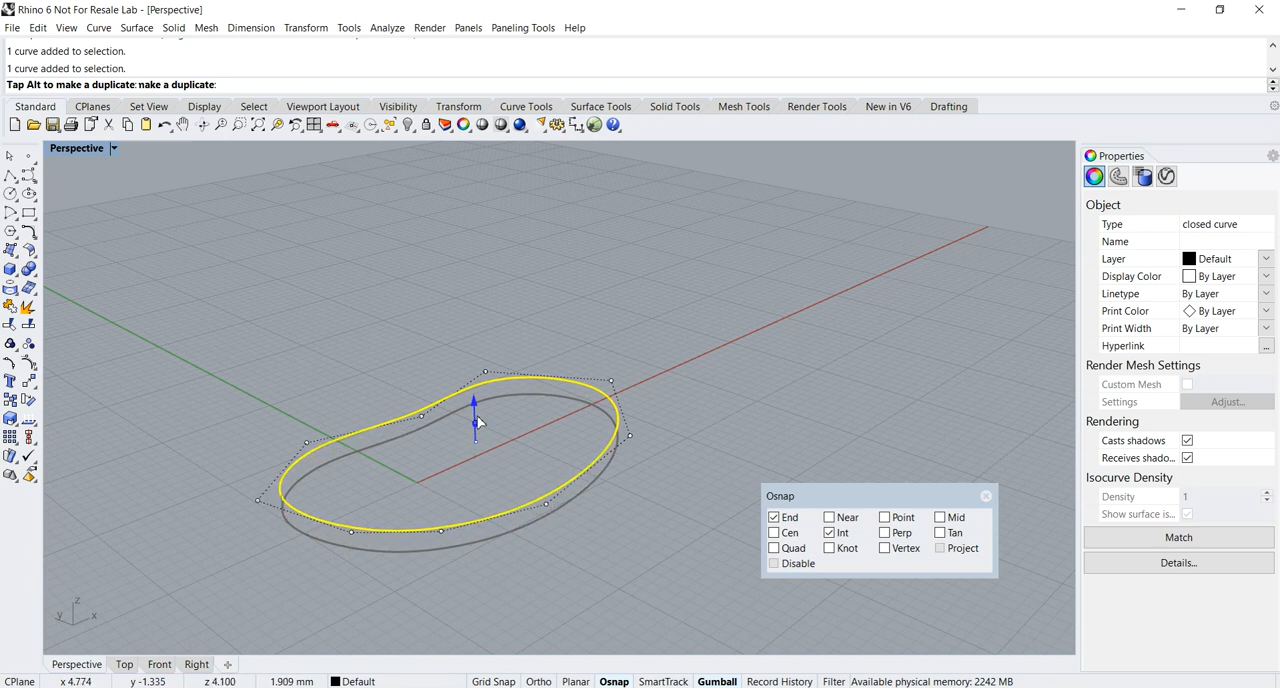 Rhino 6 Not For Resale Lab - [Perspective]
File Edit View Curve Surface Solid Mesh Dimension Transform Tools Analyze Render Panels Paneling Tools Help
1 curve added to selection.
1 curve added to selection.
Tap Alt to make a duplicate: nake a duplicate:
Standard CPlanes Set View Display Select Viewport Layout Visibility Transform Curve Tools Surface Tools Solid Tools Mesh Tools Render Tools New in V6 Drafting
Perspective
Properties
Object
Type closed curve
Name
Layer Default
Display Color By Layer
Linetype By Layer
Print Color By Layer
Print Width By Layer
Hyperlink ...
Render Mesh Settings
Custom Mesh
Settings Adjust...
Rendering
Casts shadows
Receives shado...
Isocurve Density
Density 1
Show surface is...
Match
Details...
Osnap
End Near Point Mid
Cen Int Perp Tan
Quad Knot Vertex Project
Disable
z
y x
Perspective Top Front Right
CPlane x 4.774 y -1.335 z 4.100 1.909 mm Default Grid Snap Ortho Planar Osnap SmartTrack Gumball Record History Filter Available physical memory: 2242 MB